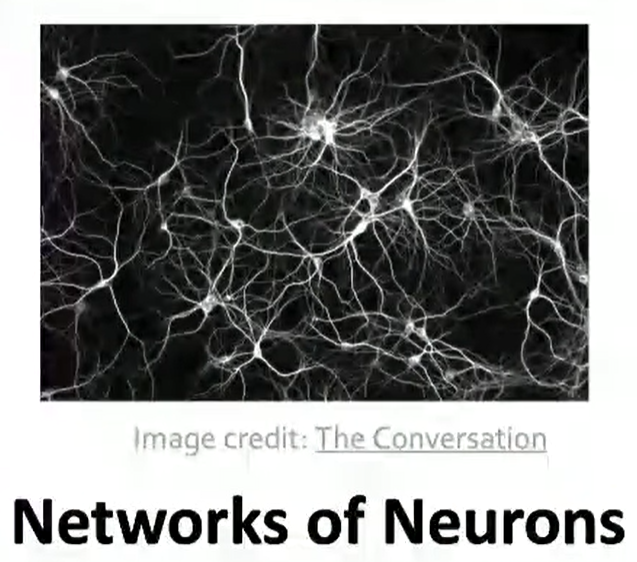 Image credit: The Conversation
Networks of Neurons